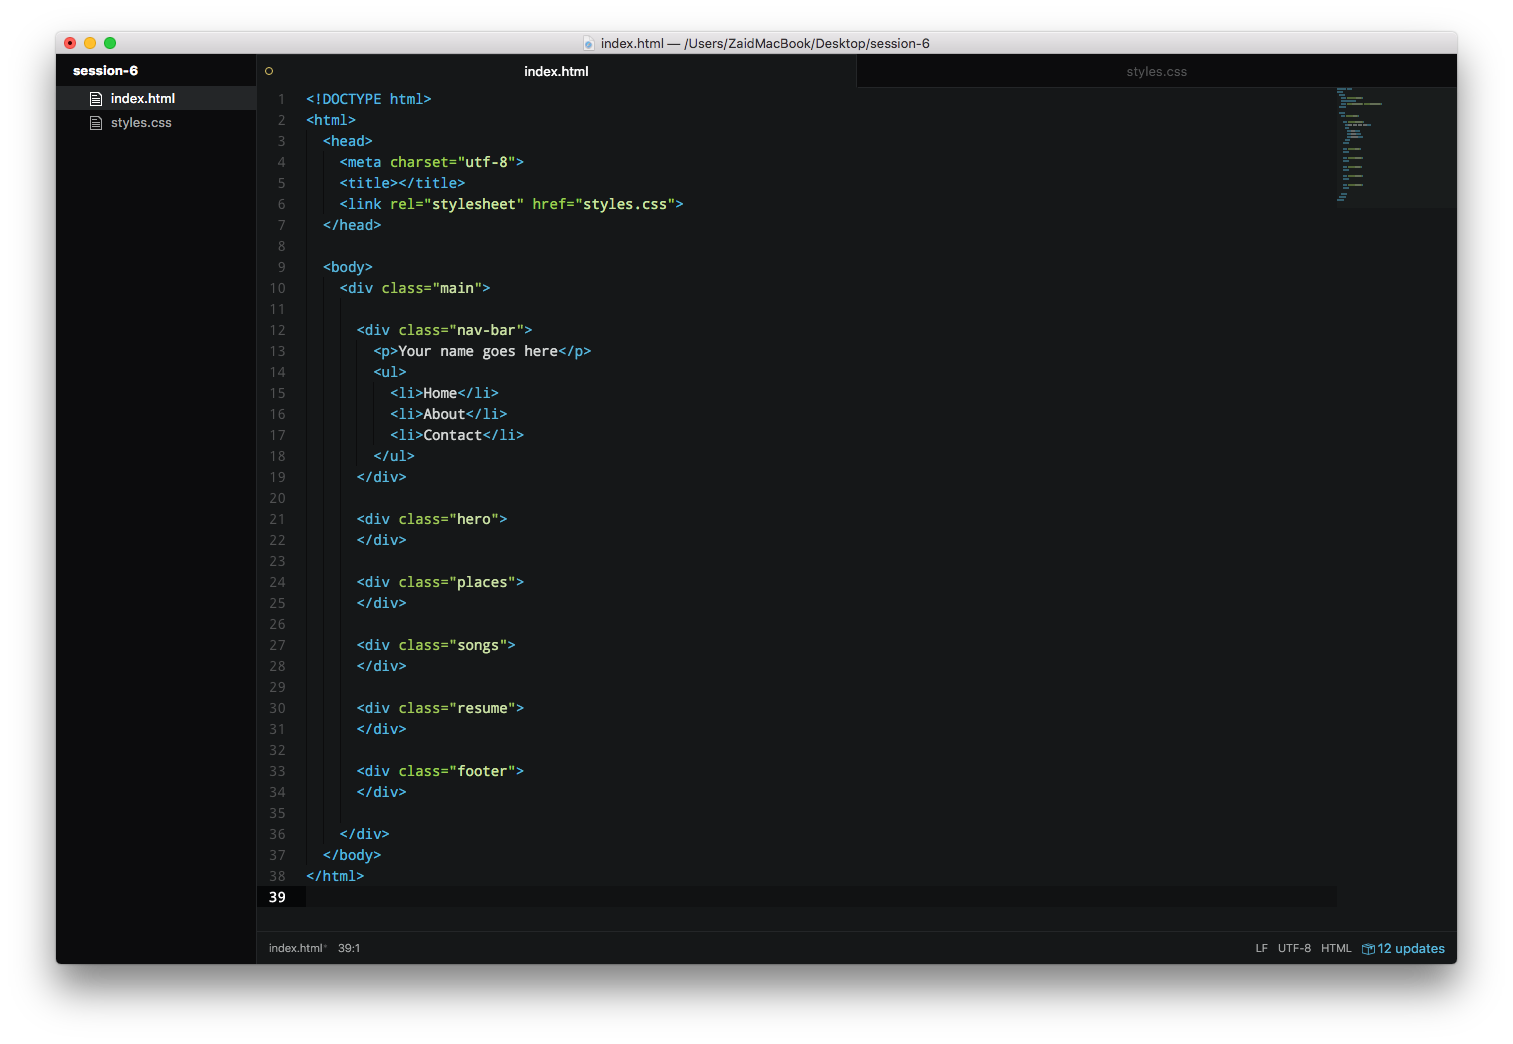 index.html — /Users/ZaidMacBook/Desktop/session-6
session-6
index.html
styles.css
index.html
styles.css
1 <!DOCTYPE html>
2 <html>
3 <head>
4 <meta charset="utf-8">
5 <title></title>
6 <link rel="stylesheet" href="styles.css">
7 </head>
8
9 <body>
10 <div class="main">
11
12 <div class="nav-bar">
13 <p>Your name goes here</p>
14 <ul>
15 <li>Home</li>
16 <li>About</li>
17 <li>Contact</li>
18 </ul>
19 </div>
20
21 <div class="hero">
22 </div>
23
24 <div class="places">
25 </div>
26
27 <div class="songs">
28 </div>
29
30 <div class="resume">
31 </div>
32
33 <div class="footer">
34 </div>
35
36 </div>
37 </body>
38 </html>
39
index.html* 39:1 LF UTF-8 HTML 12 updates